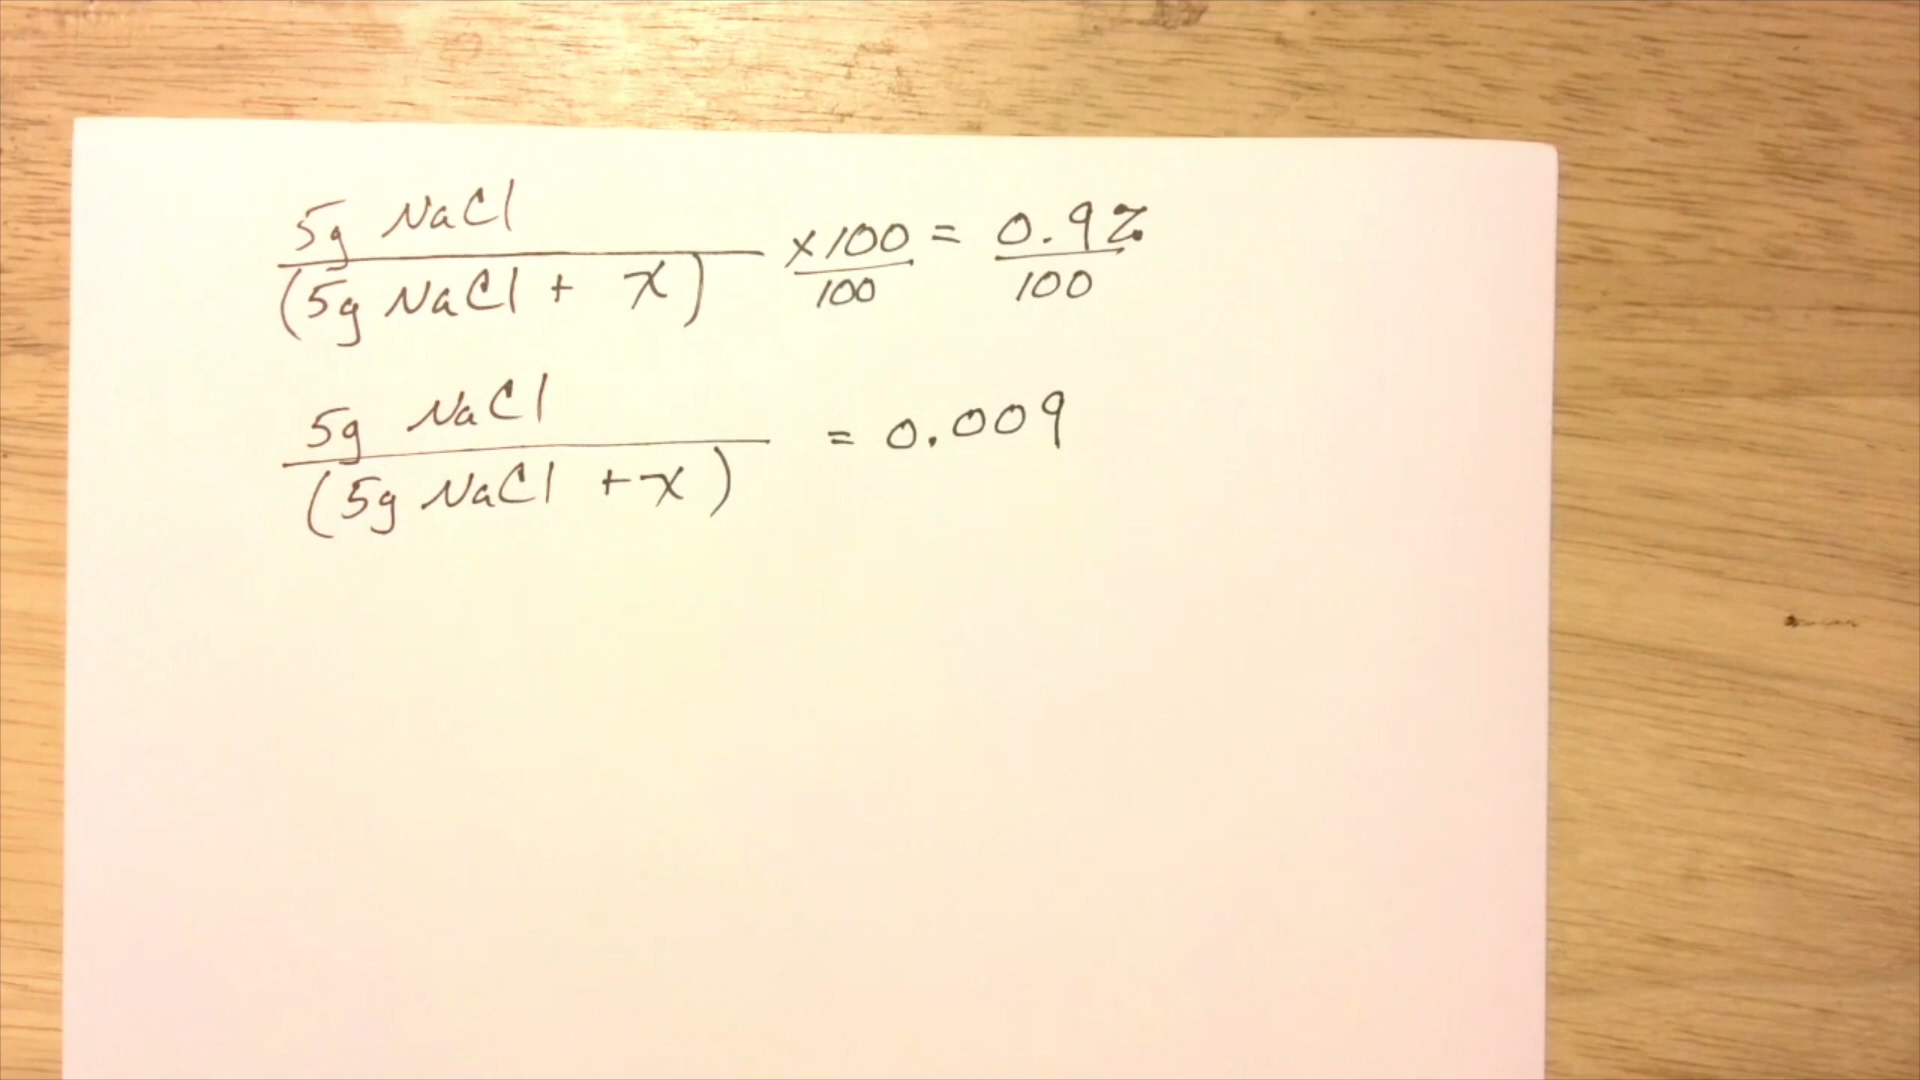 5g NaCl
(5g NaCl + x)
x100 = 0.9%
100 100
5g NaCl
(5g NaCl + x)
= 0.009